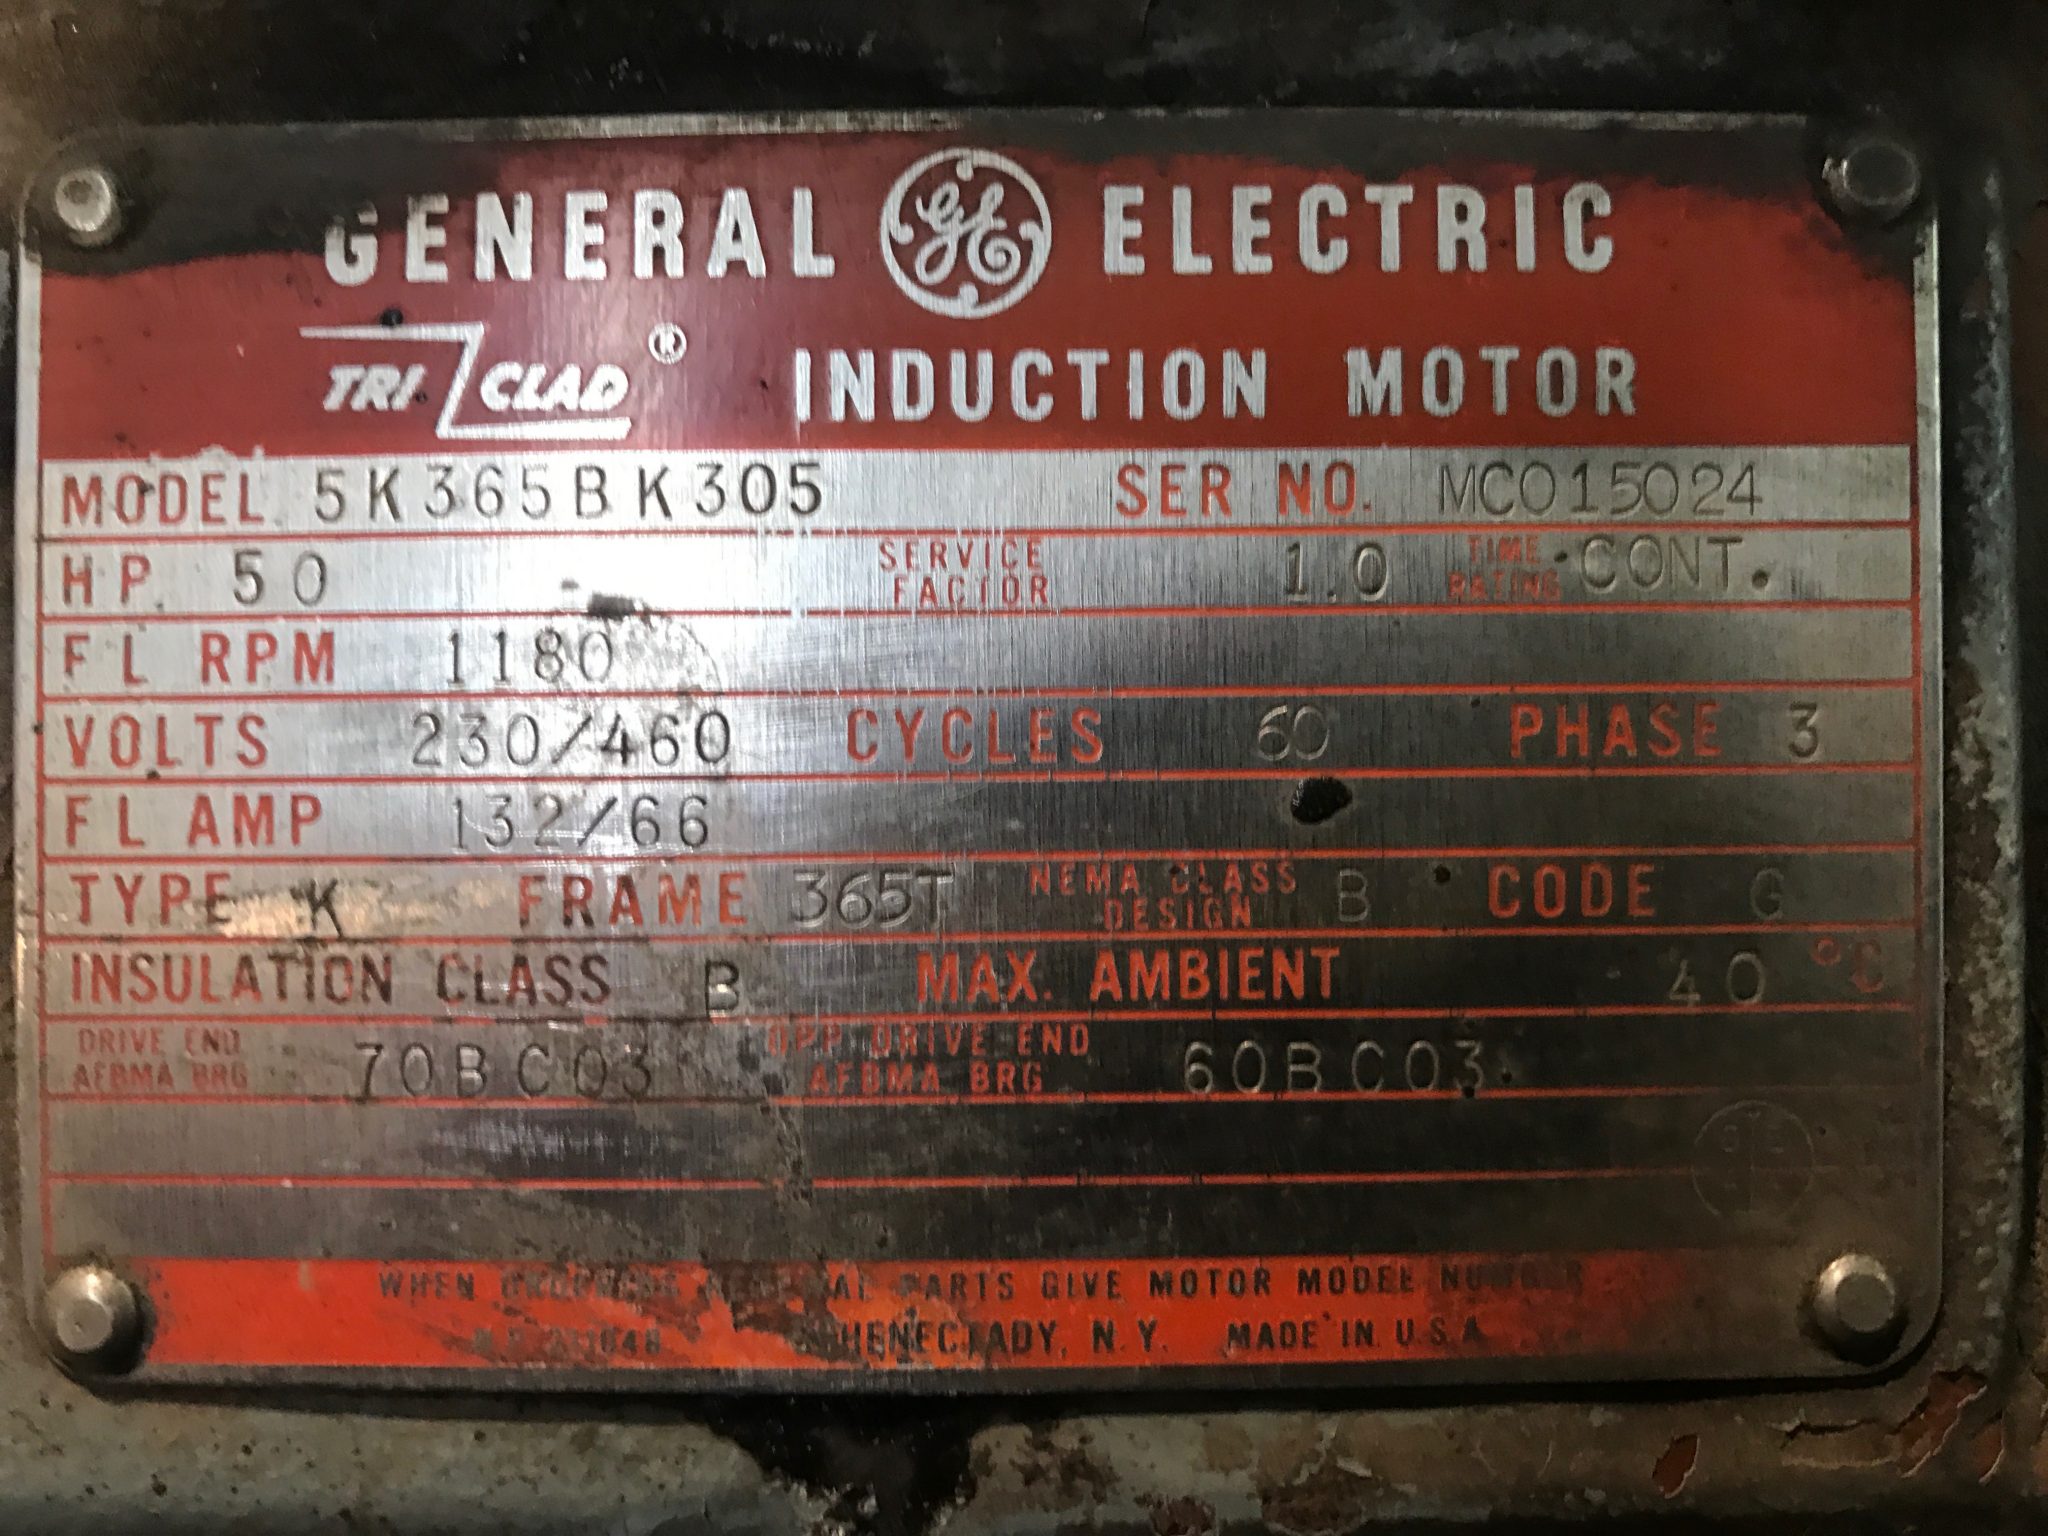 GENERAL GE ELECTRIC
TRI CLAD ® INDUCTION MOTOR
MODEL 5K365BK305 SER NO. MC015024
HP 50 SERVICE FACTOR 1.0 TIME RATING CONT.
FL RPM 1180
VOLTS 230/460 CYCLES 60 PHASE 3
FL AMP 132/66
TYPE K FRAME 365T NEMA CLASS DESIGN B CODE G
INSULATION CLASS B MAX. AMBIENT 40 °C
DRIVE END AFBMA BRG 70BC03 OPP DRIVE END AFBMA BRG 60BC03
WHEN PARTS GIVE MOTOR MODEL NUMBER
SCHENECTADY, N.Y. MADE IN U.S.A.